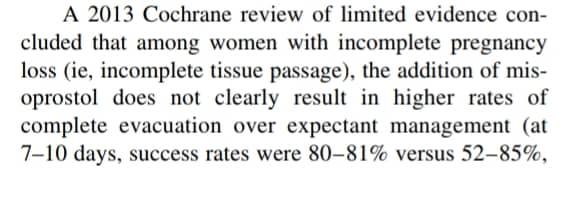 A 2013 Cochrane review of limited evidence con-
cluded that among women with incomplete pregnancy
loss (ie, incomplete tissue passage), the addition of mis-
oprostol does not clearly result in higher rates of
complete evacuation over expectant management (at
7–10 days, success rates were 80–81% versus 52–85%,